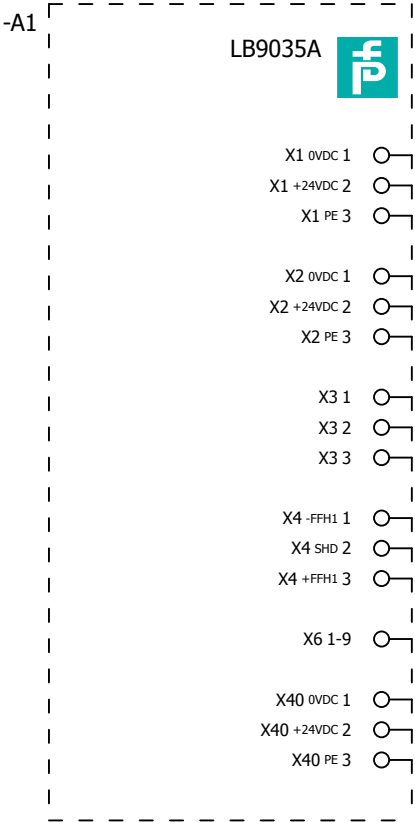 -A1
LB9035A
X1 0VDC 1
X1 +24VDC 2
X1 PE 3
X2 0VDC 1
X2 +24VDC 2
X2 PE 3
X3 1
X3 2
X3 3
X4 -FFH1 1
X4 SHD 2
X4 +FFH1 3
X6 1-9
X40 0VDC 1
X40 +24VDC 2
X40 PE 3